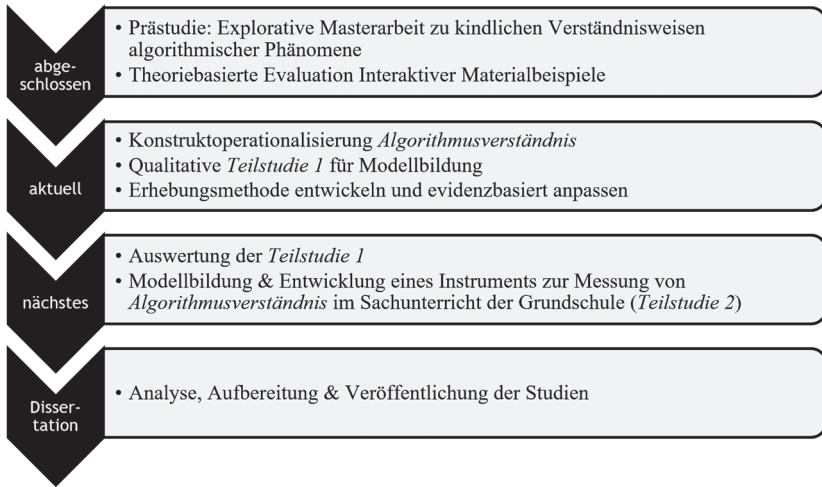 abge-
schlossen
• Prästudie: Explorative Masterarbeit zu kindlichen Verständnisweisen
algorithmischer Phänomene
• Theoriebasierte Evaluation Interaktiver Materialbeispiele
aktuell
• Konstruktoperationalisierung Algorithmusverständnis
• Qualitative Teilstudie 1 für Modellbildung
• Erhebungsmethode entwickeln und evidenzbasiert anpassen
nächstes
• Auswertung der Teilstudie 1
• Modellbildung & Entwicklung eines Instruments zur Messung von
Algorithmusverständnis im Sachunterricht der Grundschule (Teilstudie 2)
Disser-
tation
• Analyse, Aufbereitung & Veröffentlichung der Studien